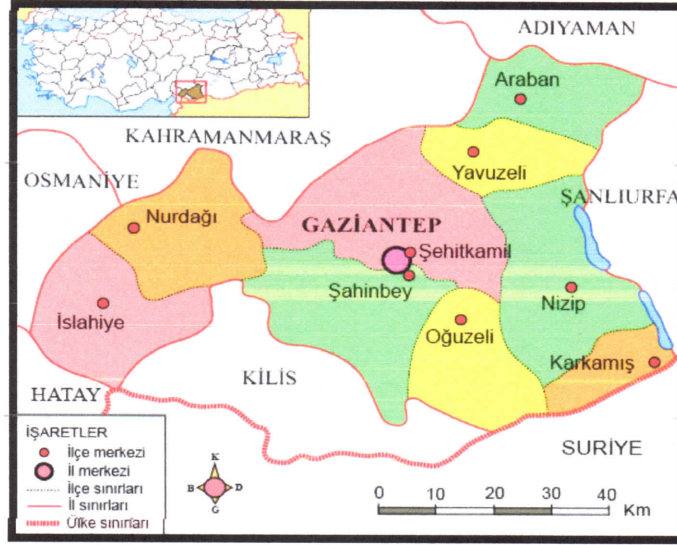 ADIYAMAN
Araban
KAHRAMANMARAŞ
Yavuzeli
OSMANİYE
ŞANLIURFA
Nurdağı
GAZİANTEP
Şehitkamil
Şahinbey
Nizip
İslahiye
Oğuzeli
Karkamış
KİLİS
HATAY
SURİYE
İŞARETLER
İlçe merkezi
İl merkezi
İlçe sınırları
İl sınırları
Ülke sınırları
K
B D
G
0 10 20 30 40
Km